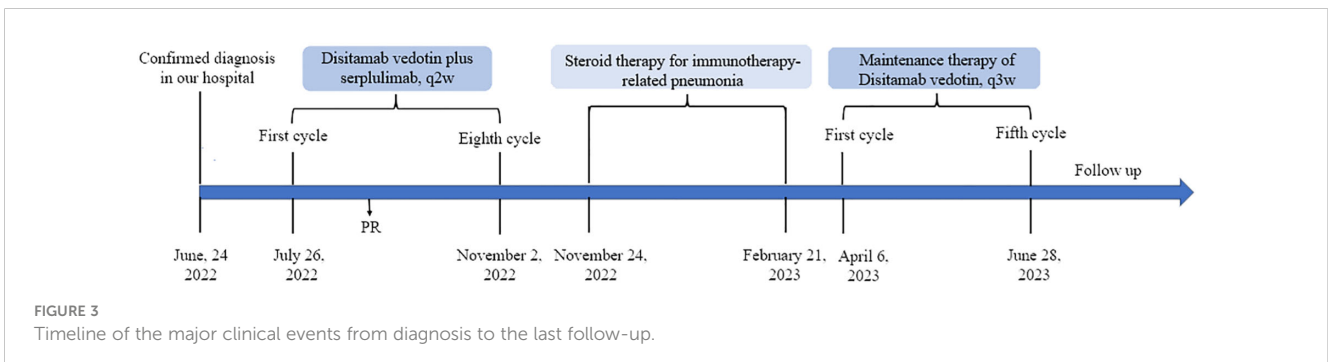 Confirmed diagnosis
in our hospital
Disitamab vedotin plus
serplulimab, q2w
Steroid therapy for immunotherapy-
related pneumonia
Maintenance therapy of
Disitamab vedotin, q3w
First cycle
Eighth cycle
First cycle
Fifth cycle
Follow up
PR
June, 24
2022
July 26,
2022
November 2,
2022
November 24,
2022
February 21,
2023
April 6,
2023
June 28,
2023
FIGURE 3
Timeline of the major clinical events from diagnosis to the last follow-up.